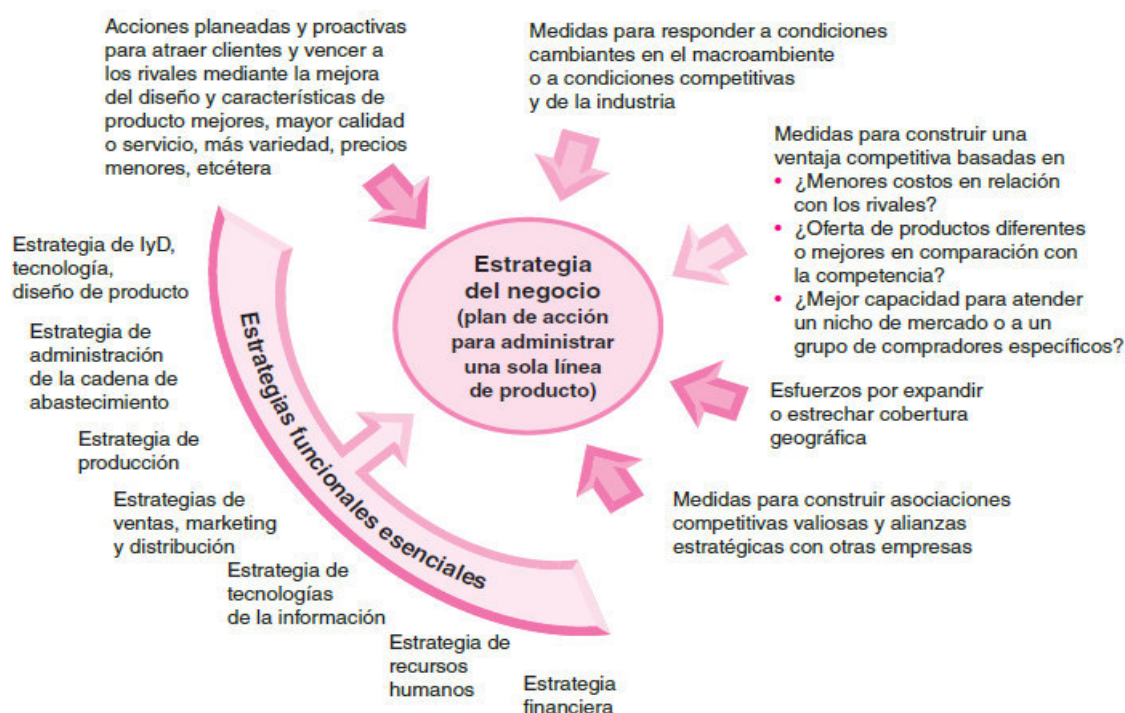 Acciones planeadas y proactivas
para atraer clientes y vencer a
los rivales mediante la mejora
del diseño y características de
producto mejores, mayor calidad
o servicio, más variedad, precios
menores, etcétera
Medidas para responder a condiciones
cambiantes en el macroambiente
o a condiciones competitivas
y de la industria
Medidas para construir una
ventaja competitiva basadas en
• ¿Menores costos en relación
con los rivales?
• ¿Oferta de productos diferentes
o mejores en comparación con
la competencia?
• ¿Mejor capacidad para atender
un nicho de mercado o a un
grupo de compradores específicos?
Estrategia
del negocio
(plan de acción
para administrar
una sola línea
de producto)
Esfuerzos por expandir
o estrechar cobertura
geográfica
Medidas para construir asociaciones
competitivas valiosas y alianzas
estratégicas con otras empresas
Estrategias funcionales esenciales
Estrategia de IyD,
tecnología,
diseño de producto
Estrategia de
administración
de la cadena de
abastecimiento
Estrategia de
producción
Estrategias de
ventas, marketing
y distribución
Estrategia de
tecnologías
de la información
Estrategia de
recursos
humanos
Estrategia
financiera